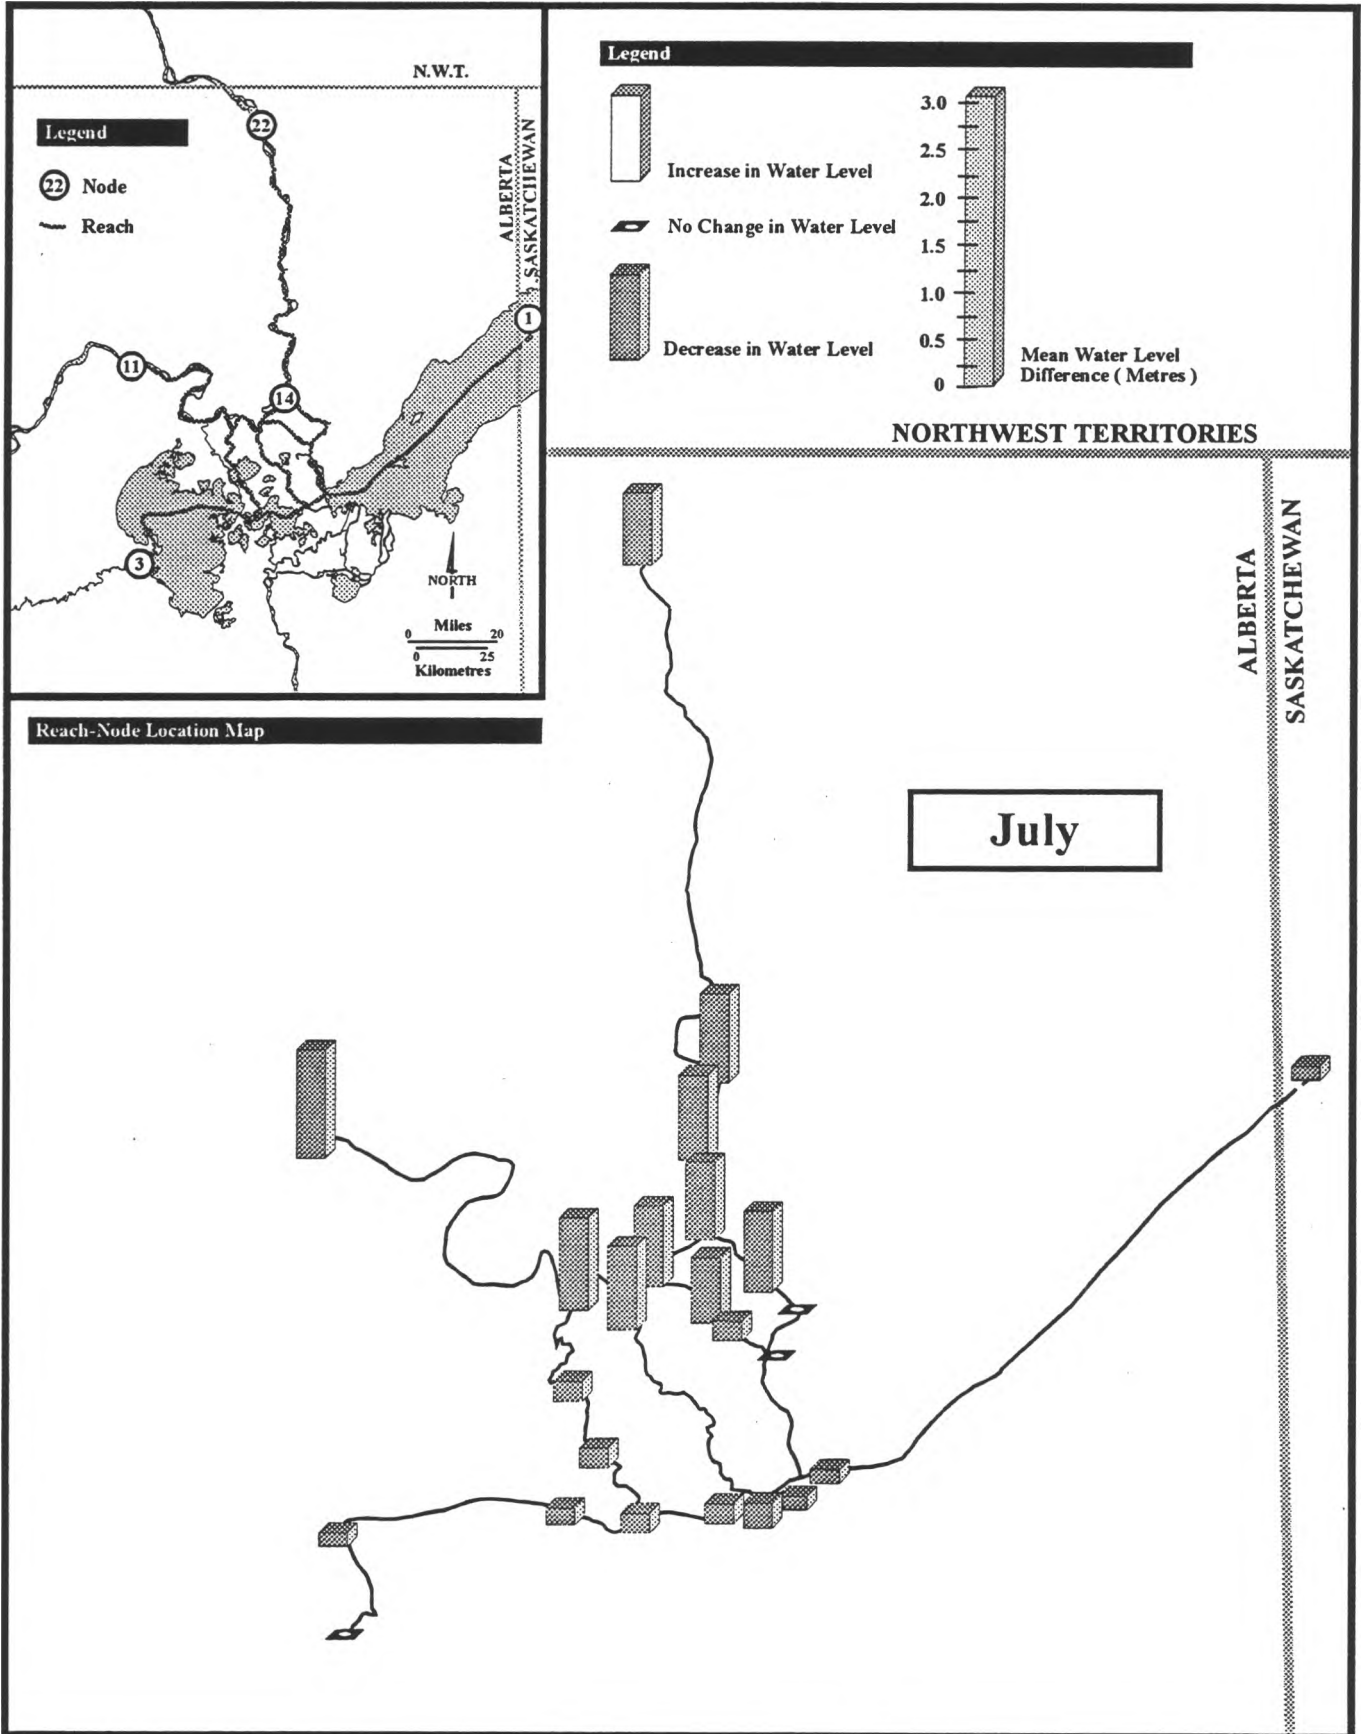 N.W.T.
Legend
22
22 Node
Reach
ALBERTA
SASKATCHEWAN
1
11
14
3
NORTH
Miles
0 20
0 25
Kilometres
Reach-Node Location Map
Legend
Increase in Water Level
No Change in Water Level
Decrease in Water Level
3.0
2.5
2.0
1.5
1.0
0.5
0
Mean Water Level
Difference ( Metres )
NORTHWEST TERRITORIES
ALBERTA
SASKATCHEWAN
July